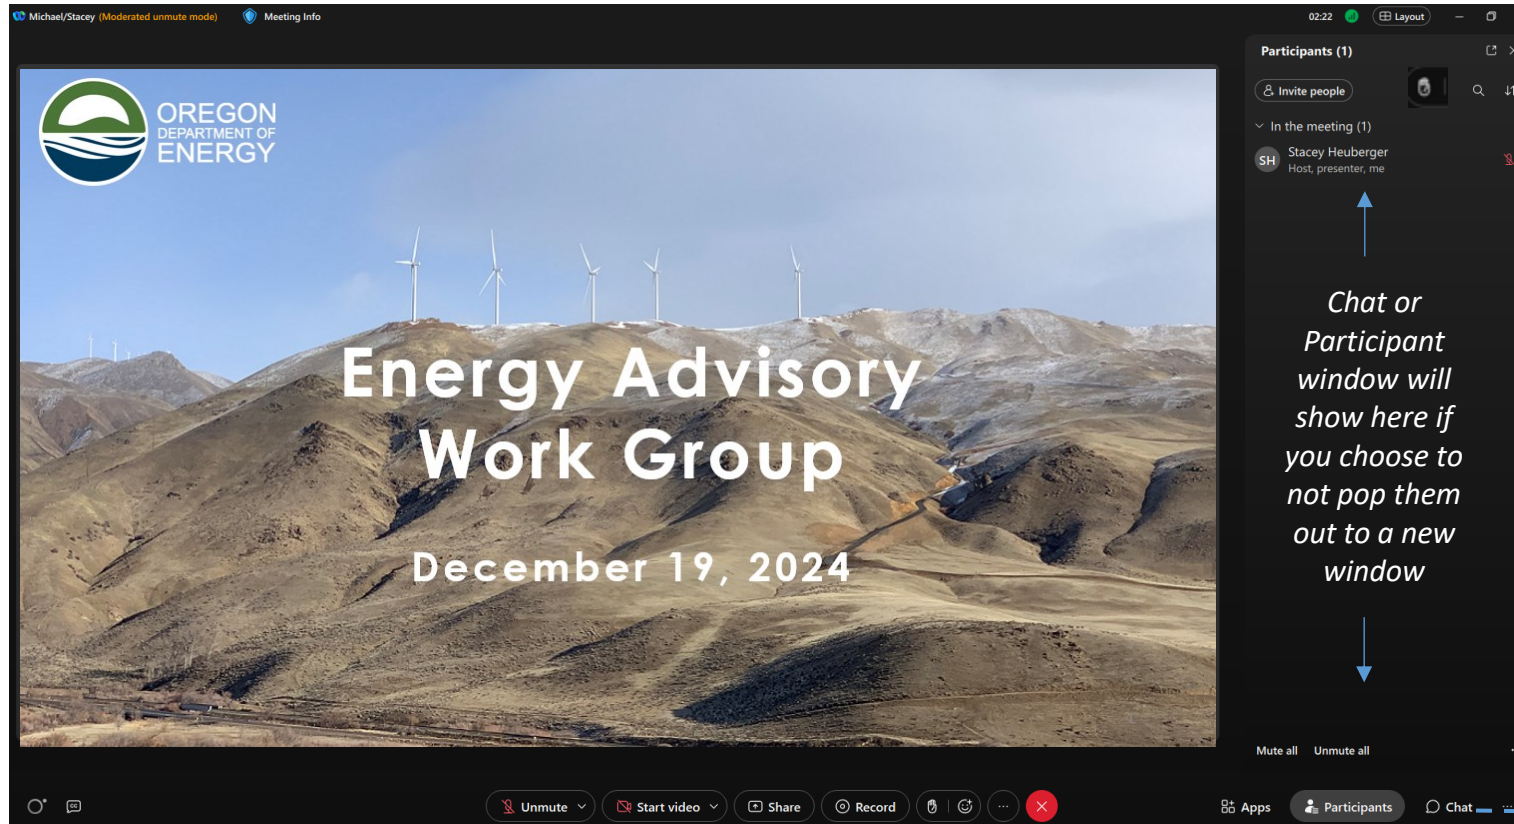 Michael/Stacey (Moderated unmute mode)
Meeting Info
02:22
Layout
Participants (1)
Invite people
In the meeting (1)
SH
Stacey Heuberger
Host, presenter, me
OREGON
DEPARTMENT OF
ENERGY
Energy Advisory
Work Group
December 19, 2024
Chat or
Participant
window will
show here if
you choose to
not pop them
out to a new
window
Mute all Unmute all
CC
Unmute
Start video
Share
Record
Apps
Participants
Chat